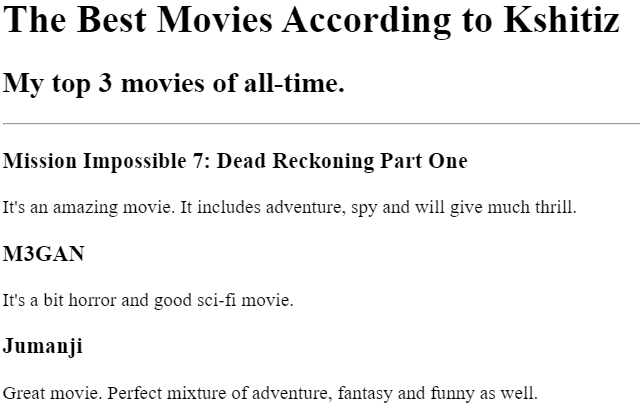 The Best Movies According to Kshitiz
My top 3 movies of all-time.
Mission Impossible 7: Dead Reckoning Part One
It's an amazing movie. It includes adventure, spy and will give much thrill.
M3GAN
It's a bit horror and good sci-fi movie.
Jumanji
Great movie. Perfect mixture of adventure, fantasy and funny as well.